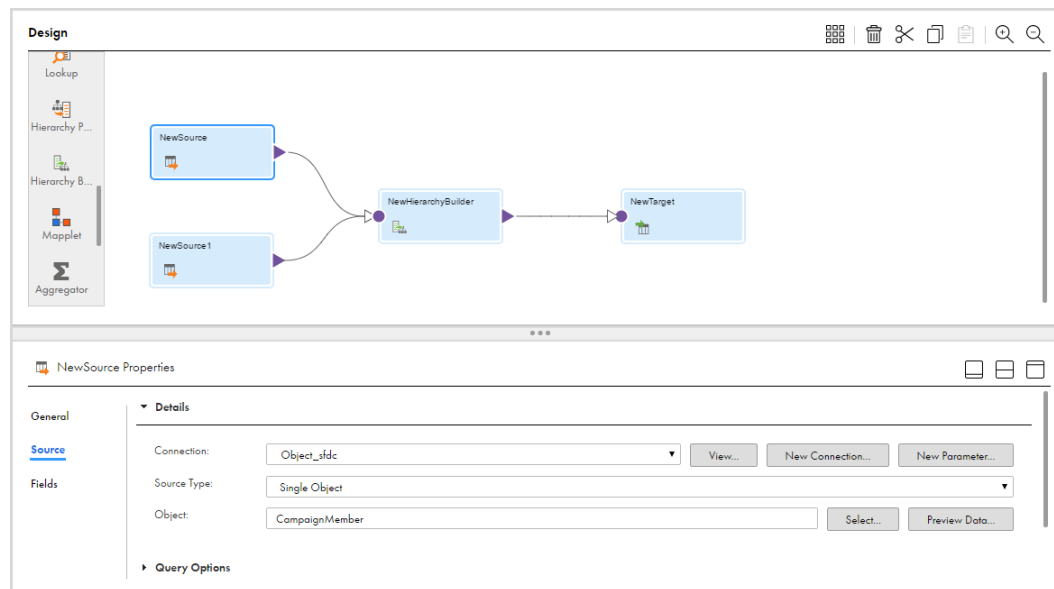 Design
Lookup
Hierarchy P...
Hierarchy B...
Mapplet
Aggregator
NewSource
NewSource1
NewHierarchyBuilder
NewTarget
NewSource Properties
General
Source
Fields
Details
Connection:
Object_sfdc
View...
New Connection...
New Parameter...
Source Type:
Single Object
Object:
CampaignMember
Select...
Preview Data...
Query Options